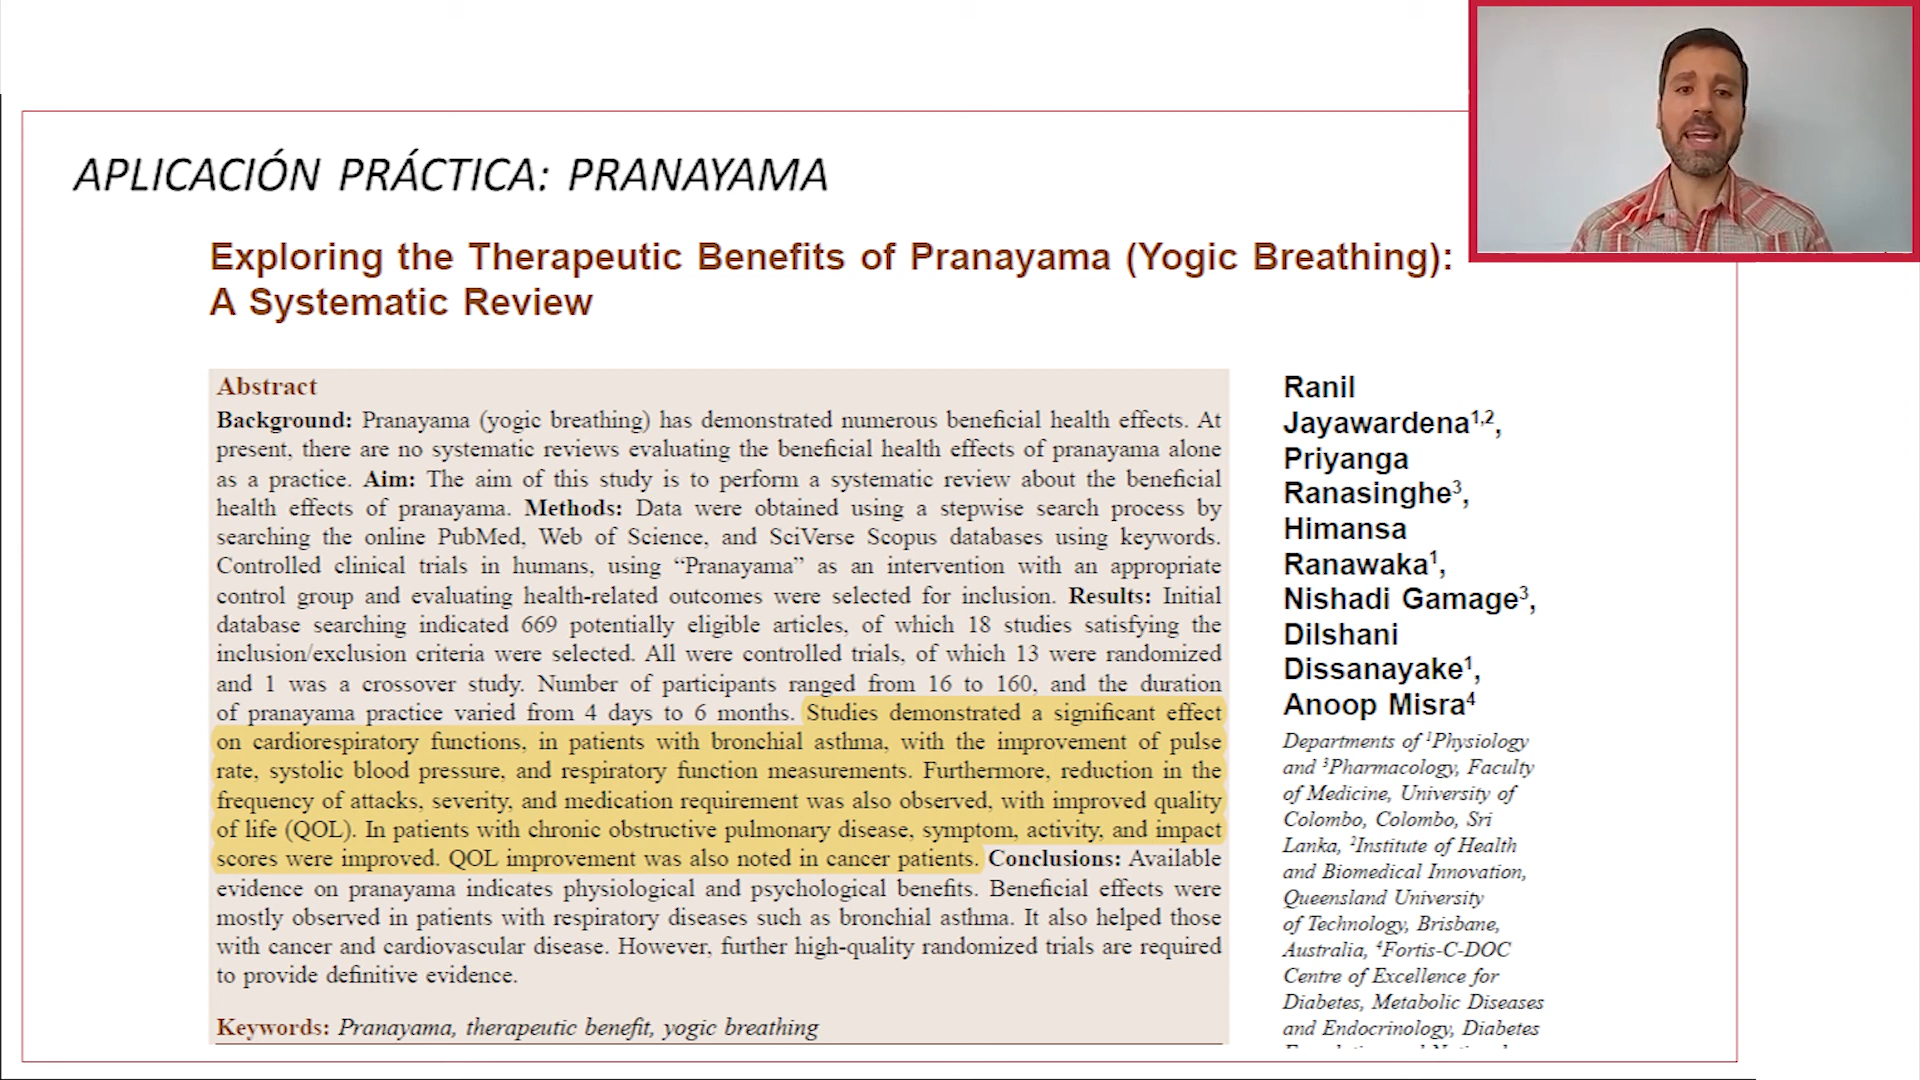 APLICACIÓN PRÁCTICA: PRANAYAMA
Exploring the Therapeutic Benefits of Pranayama (Yogic Breathing):
A Systematic Review
Abstract
Background: Pranayama (yogic breathing) has demonstrated numerous beneficial health effects. At
present, there are no systematic reviews evaluating the beneficial health effects of pranayama alone
as a practice. Aim: The aim of this study is to perform a systematic review about the beneficial
health effects of pranayama. Methods: Data were obtained using a stepwise search process by
searching the online PubMed, Web of Science, and SciVerse Scopus databases using keywords.
Controlled clinical trials in humans, using “Pranayama” as an intervention with an appropriate
control group and evaluating health-related outcomes were selected for inclusion. Results: Initial
database searching indicated 669 potentially eligible articles, of which 18 studies satisfying the
inclusion/exclusion criteria were selected. All were controlled trials, of which 13 were randomized
and 1 was a crossover study. Number of participants ranged from 16 to 160, and the duration
of pranayama practice varied from 4 days to 6 months. Studies demonstrated a significant effect
on cardiorespiratory functions, in patients with bronchial asthma, with the improvement of pulse
rate, systolic blood pressure, and respiratory function measurements. Furthermore, reduction in the
frequency of attacks, severity, and medication requirement was also observed, with improved quality
of life (QOL). In patients with chronic obstructive pulmonary disease, symptom, activity, and impact
scores were improved. QOL improvement was also noted in cancer patients. Conclusions: Available
evidence on pranayama indicates physiological and psychological benefits. Beneficial effects were
mostly observed in patients with respiratory diseases such as bronchial asthma. It also helped those
with cancer and cardiovascular disease. However, further high-quality randomized trials are required
to provide definitive evidence.
Keywords: Pranayama, therapeutic benefit, yogic breathing
Ranil
Jayawardena1,2,
Priyanga
Ranasinghe3,
Himansa
Ranawaka1,
Nishadi Gamage3,
Dilshani
Dissanayake1,
Anoop Misra4
Departments of 1Physiology
and 3Pharmacology, Faculty
of Medicine, University of
Colombo, Colombo, Sri
Lanka, 2Institute of Health
and Biomedical Innovation,
Queensland University
of Technology, Brisbane,
Australia, 4Fortis-C-DOC
Centre of Excellence for
Diabetes, Metabolic Diseases
and Endocrinology, Diabetes